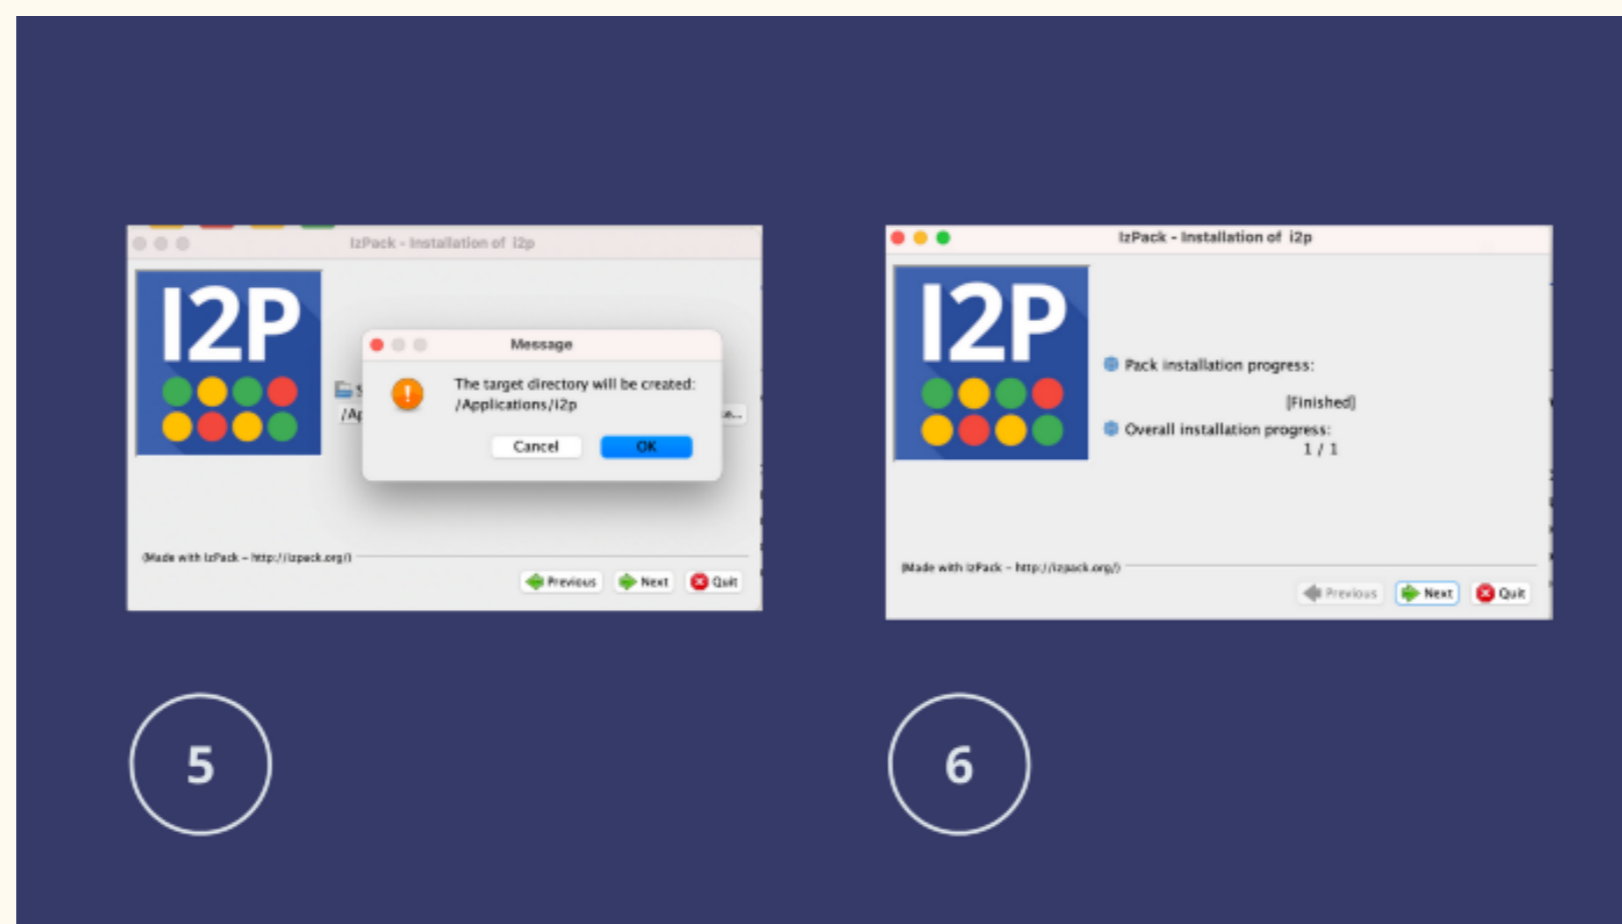 IzPack - Installation of i2p
I2P
Message
The target directory will be created:
/Applications/i2p
Cancel
OK
(Made with IzPack - http://izpack.org/)
Previous
Next
Quit
5
IzPack - Installation of i2p
I2P
Pack installation progress:
[Finished]
Overall installation progress:
1 / 1
(Made with IzPack - http://izpack.org/)
Previous
Next
Quit
6